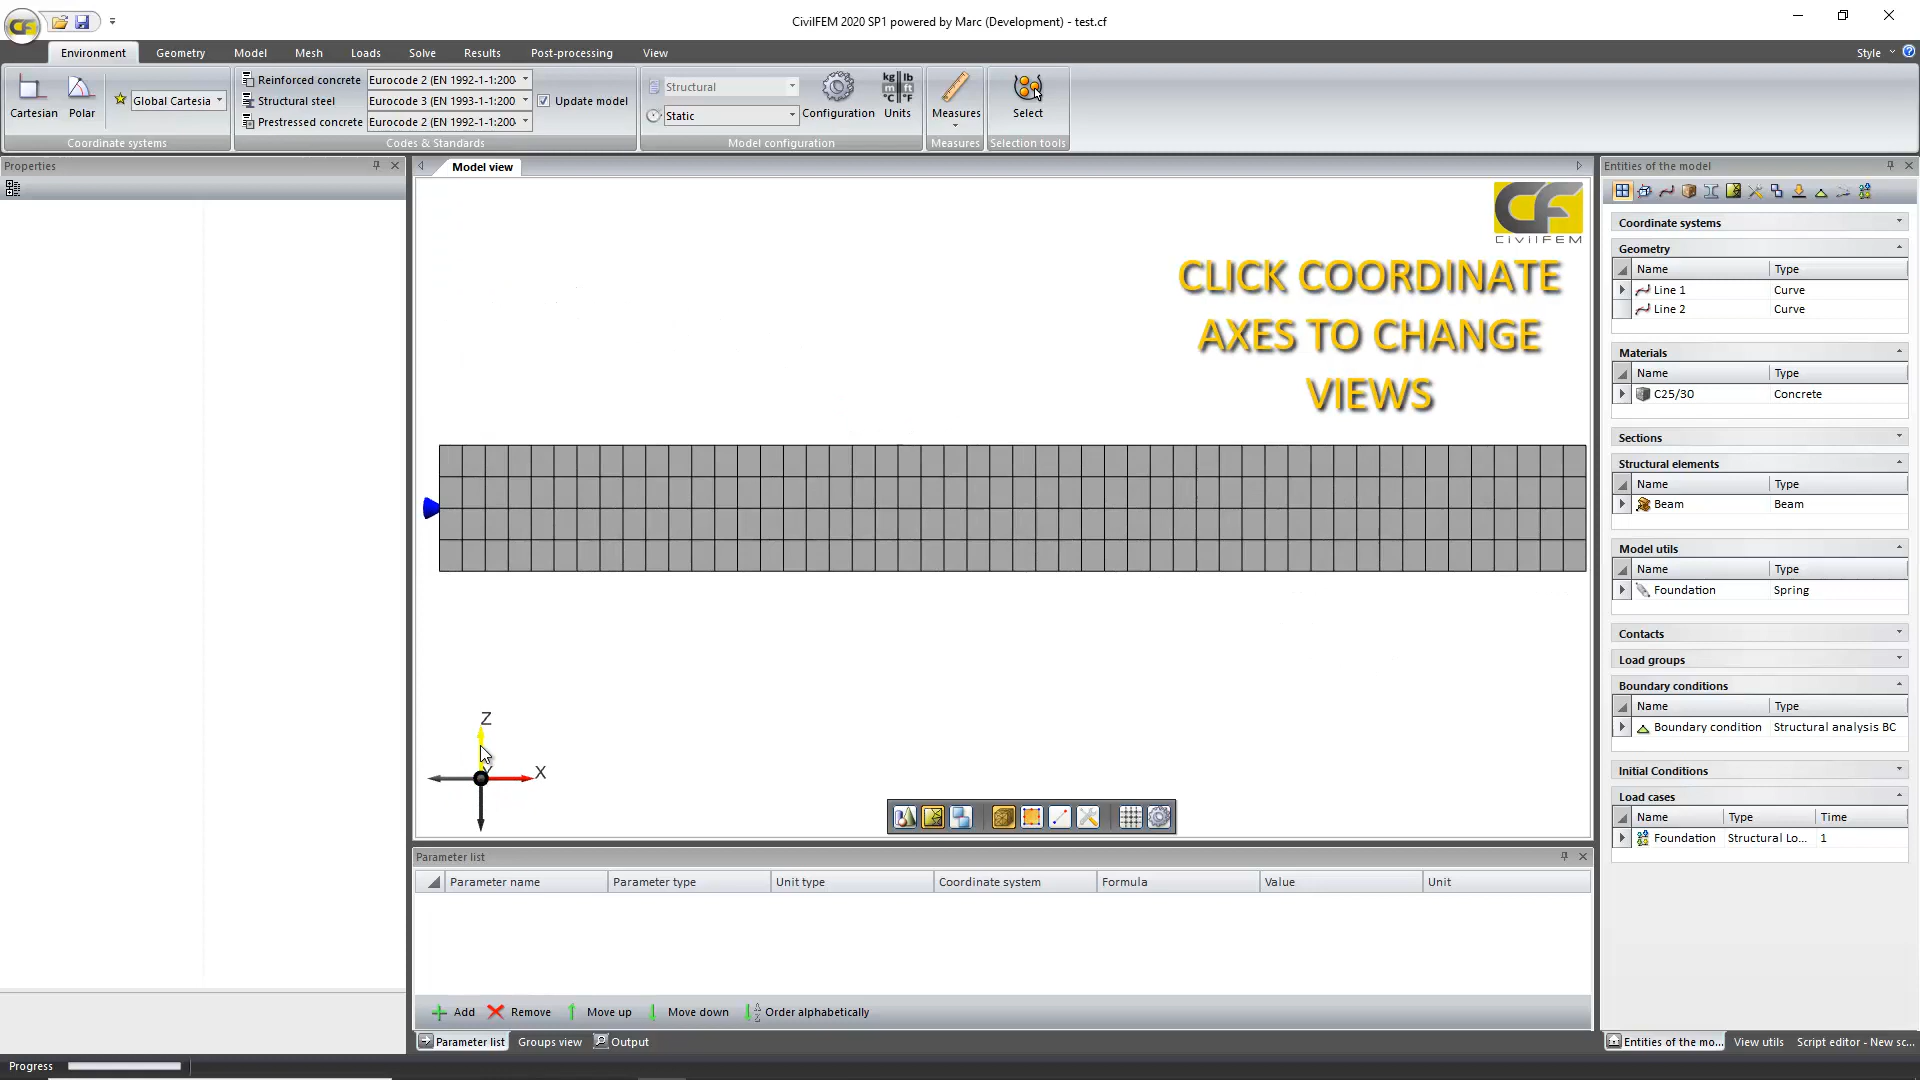 CivilFEM 2020 SP1 powered by Marc (Development) - test.cf
Environment Geometry Model Mesh Loads Solve Results Post-processing View Style
Cartesian Polar Global Cartesia
Coordinate systems
Reinforced concrete Eurocode 2 (EN 1992-1-1:200
Structural steel Eurocode 3 (EN 1993-1-1:200 Update model
Prestressed concrete Eurocode 2 (EN 1992-1-1:200
Codes & Standards
Structural
Static
Configuration
kg lb
m ft
°C °F
Units
Model configuration
Measures
Measures
Select
Selection tools
Properties
Model view
CF
CIVILFEM
CLICK COORDINATE
AXES TO CHANGE
VIEWS
Z
Y
X
Parameter list
Parameter name Parameter type Unit type Coordinate system Formula Value Unit
Add Remove Move up Move down Order alphabetically
Parameter list Groups view Output
Entities of the model
Coordinate systems
Geometry
Name Type
Line 1 Curve
Line 2 Curve
Materials
Name Type
C25/30 Concrete
Sections
Structural elements
Name Type
Beam Beam
Model utils
Name Type
Foundation Spring
Contacts
Load groups
Boundary conditions
Name Type
Boundary condition Structural analysis BC
Initial Conditions
Load cases
Name Type Time
Foundation Structural Lo... 1
Entities of the mo... View utils Script editor - New sc...
Progress